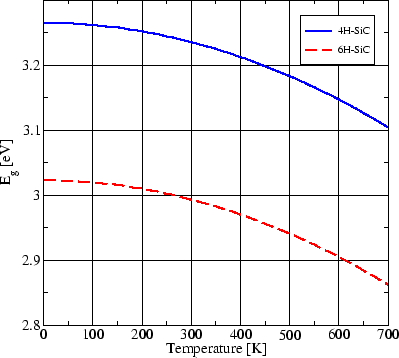 4H-SiC
6H-SiC
3.2
3.1
3
2.9
2.8
E_g [eV]
0 100 200 300 400 500 600 700
Temperature [K]